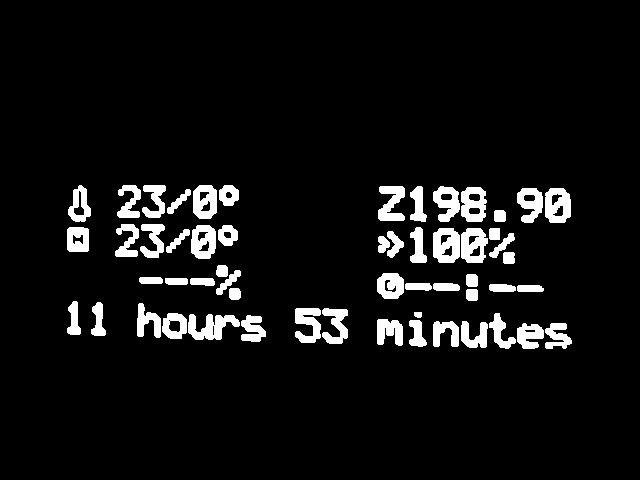 23/0° Z198.90
23/0° »100%
---% --:--
11 hours 53 minutes